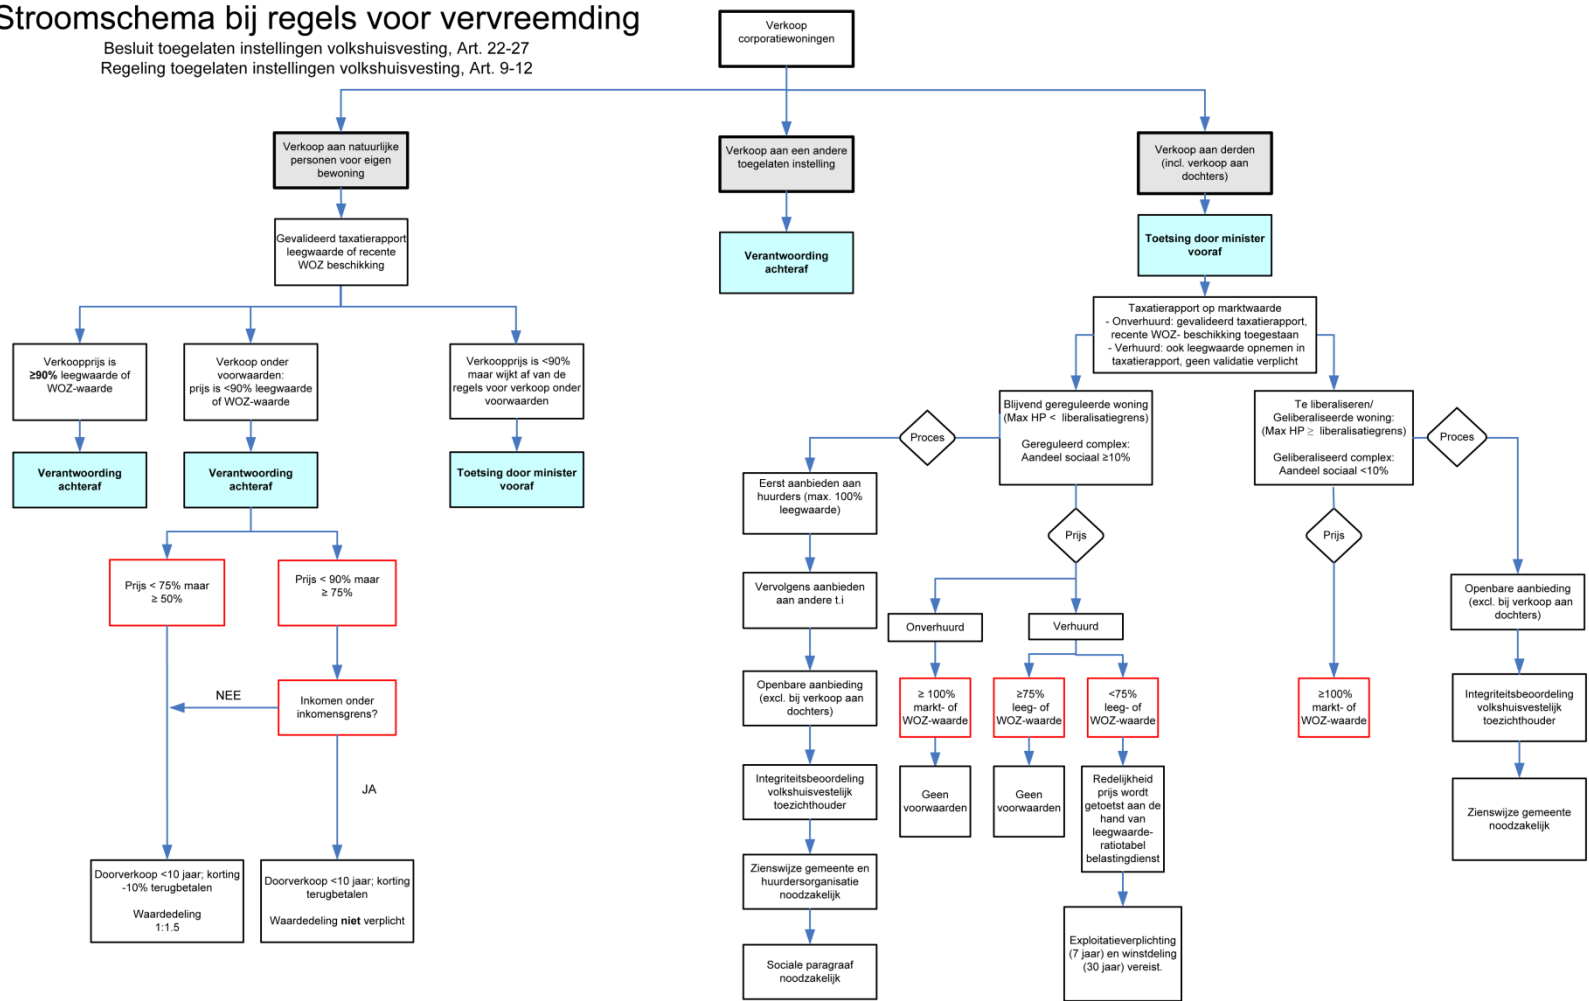 Stroomschema bij regels voor vervreemding
Besluit toegelaten instellingen volkshuisvesting, Art. 22-27
Regeling toegelaten instellingen volkshuisvesting, Art. 9-12
Verkoop
corporatiewoningen
Verkoop aan natuurlijke
personen voor eigen
bewoning
Verkoop aan een andere
toegelaten instelling
Verkoop aan derden
(incl. verkoop aan
dochters)
Gevalideerd taxatierapport
leegwaarde of recente
WOZ beschikking
Verantwoording
achteraf
Toetsing door minister
vooraf
Taxatierapport op marktwaarde
- Onverhuurd: gevalideerd taxatierapport,
recente WOZ- beschikking toegestaan
- Verhuurd: ook leegwaarde opnemen in
taxatierapport, geen validatie verplicht
Verkoopprijs is
≥90% leegwaarde of
WOZ-waarde
Verkoop onder
voorwaarden:
prijs is <90% leegwaarde
of WOZ-waarde
Verkoopprijs is <90%
maar wijkt af van de
regels voor verkoop onder
voorwaarden
Verantwoording
achteraf
Verantwoording
achteraf
Toetsing door minister
vooraf
Prijs < 75% maar
≥ 50%
Prijs < 90% maar
≥ 75%
Inkomen onder
inkomensgrens?
NEE
JA
Doorverkoop <10 jaar; korting
-10% terugbetalen
Waardedeling
1:1.5
Doorverkoop <10 jaar; korting
terugbetalen
Waardedeling niet verplicht
Blijvend gereguleerde woning
(Max HP < liberalisatiegrens)
Gereguleerd complex:
Aandeel sociaal ≥10%
Te liberaliseren/
Geliberaliseerde woning:
(Max HP ≥ liberalisatiegrens)
Geliberaliseerd complex:
Aandeel sociaal <10%
Proces
Proces
Eerst aanbieden aan
huurders (max. 100%
leegwaarde)
Vervolgens aanbieden
aan andere t.i
Openbare aanbieding
(excl. bij verkoop aan
dochters)
Integriteitsbeoordeling
volkshuisvestelijk
toezichthouder
Zienswijze gemeente en
huurdersorganisatie
noodzakelijk
Sociale paragraaf
noodzakelijk
Prijs
Onverhuurd
Verhuurd
≥ 100%
markt- of
WOZ-waarde
≥75%
leeg- of
WOZ-waarde
<75%
leeg- of
WOZ-waarde
Geen
voorwaarden
Geen
voorwaarden
Redelijkheid
prijs wordt
getoetst aan de
hand van
leegwaarde-
ratiotabel
belastingdienst
Exploitatieverplichting
(7 jaar) en winstdeling
(30 jaar) vereist.
Prijs
≥100%
markt- of
WOZ-waarde
Openbare aanbieding
(excl. bij verkoop aan
dochters)
Integriteitsbeoordeling
volkshuisvestelijk
toezichthouder
Zienswijze gemeente
noodzakelijk